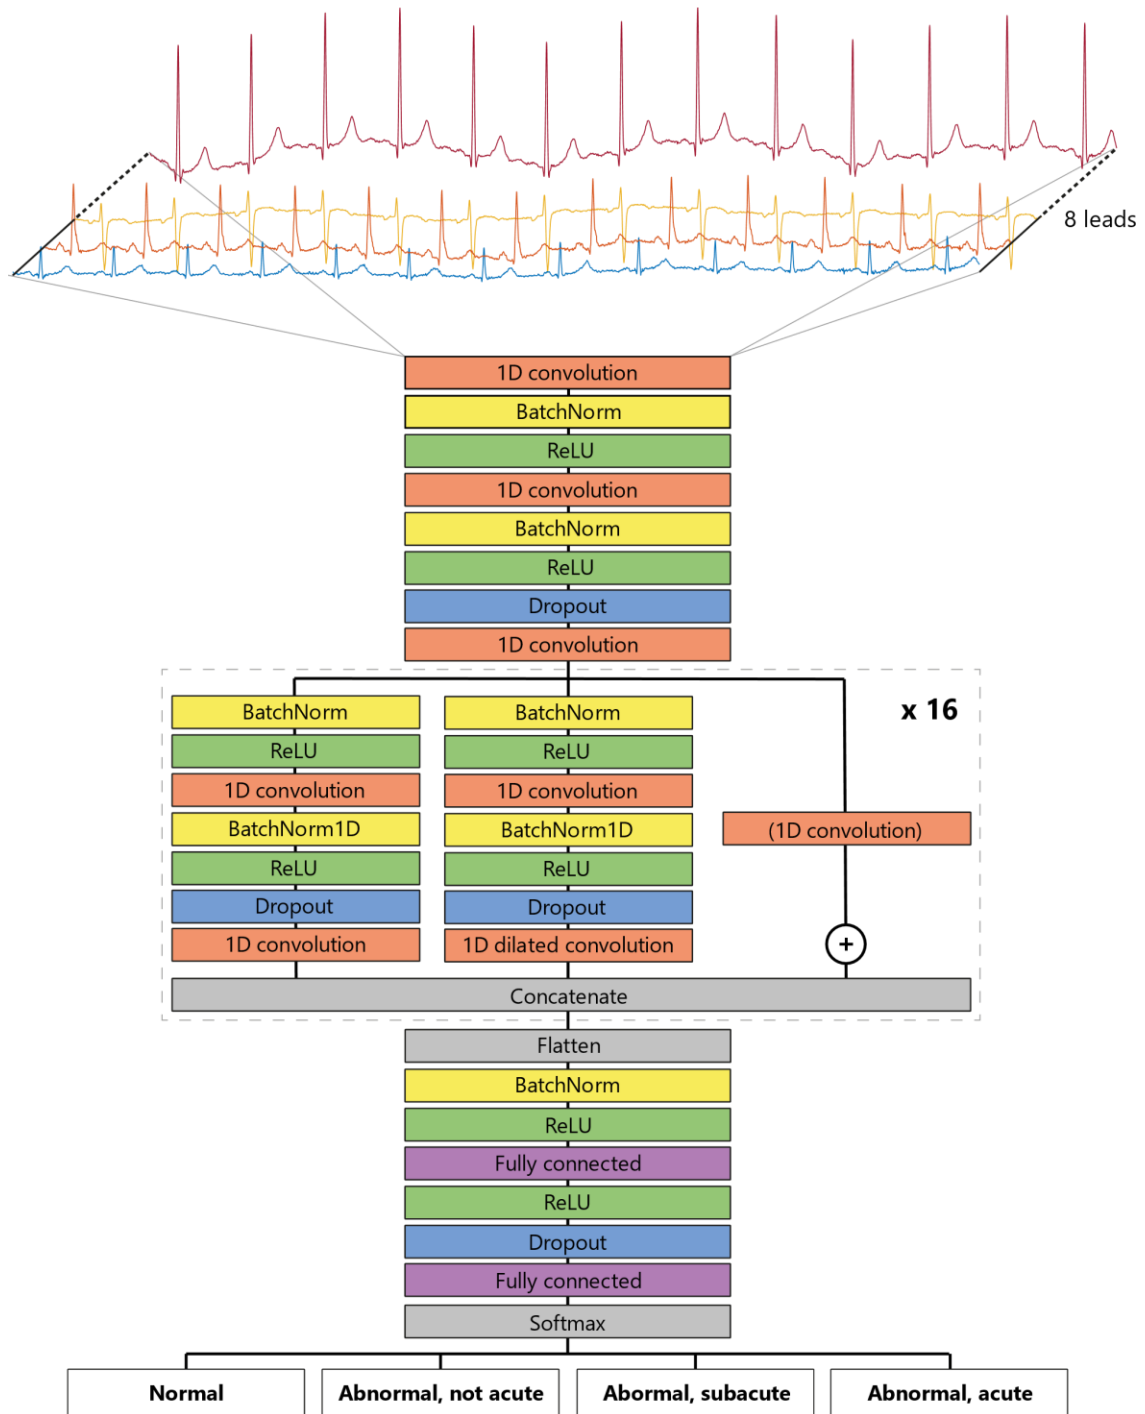 8 leads
1D convolution
BatchNorm
ReLU
1D convolution
BatchNorm
ReLU
Dropout
1D convolution
x 16
BatchNorm
ReLU
1D convolution
BatchNorm1D
ReLU
Dropout
1D convolution
BatchNorm
ReLU
1D convolution
BatchNorm1D
ReLU
Dropout
1D dilated convolution
(1D convolution)
+
Concatenate
Flatten
BatchNorm
ReLU
Fully connected
ReLU
Dropout
Fully connected
Softmax
Normal
Abnormal, not acute
Abormal, subacute
Abnormal, acute